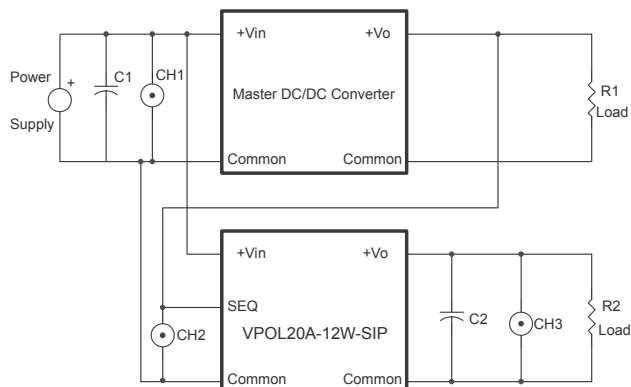 +Vin
+Vo
Power
+
C1
CH1
Master DC/DC Converter
R1
Load
Supply
Common
Common
+Vin
+Vo
SEQ
CH2
VPOL20A-12W-SIP
C2
CH3
R2
Load
Common
Common